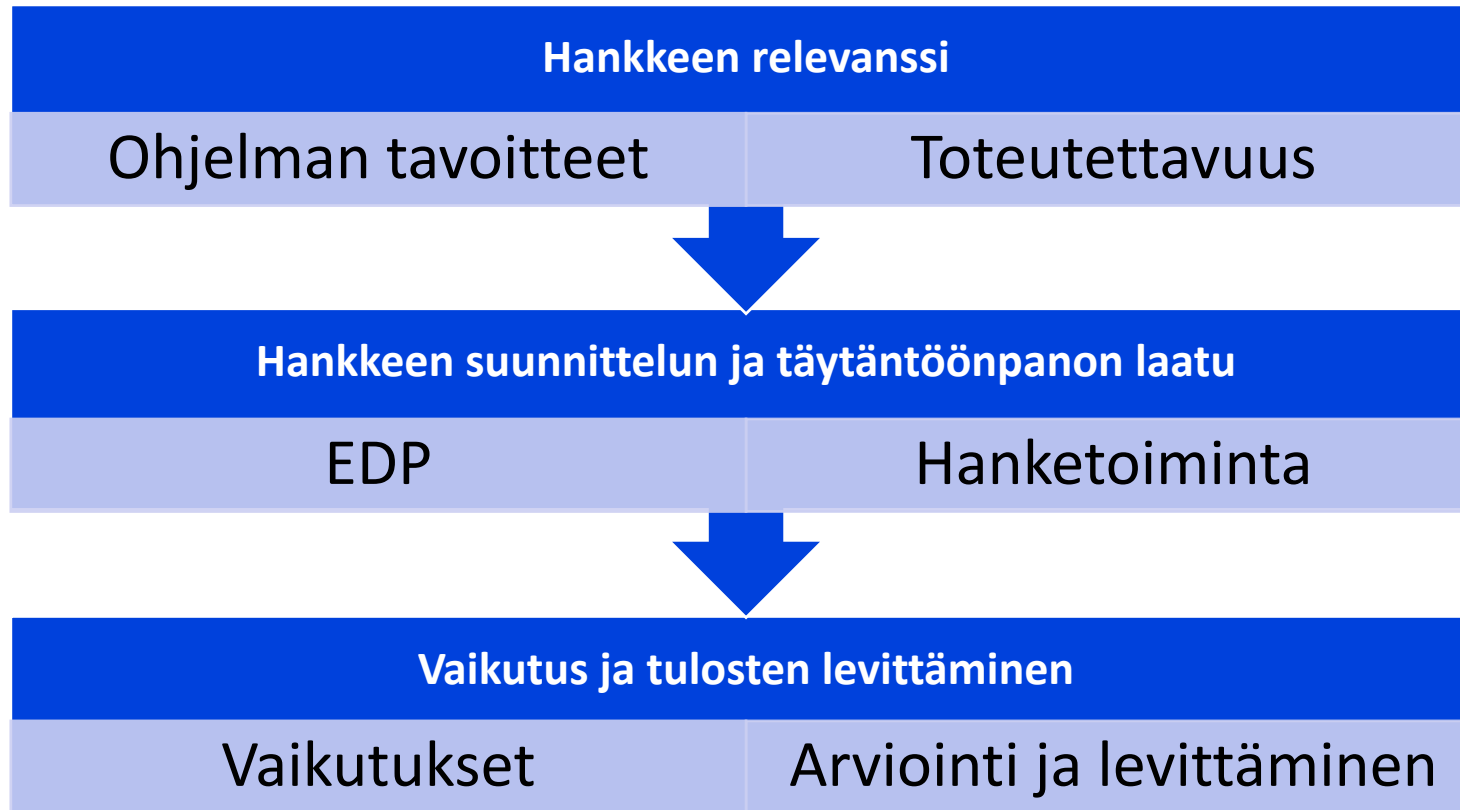 Hankkeen relevanssi
Ohjelman tavoitteet
Toteutettavuus
Hankkeen suunnittelun ja täytäntöönpanon laatu
EDP
Hanketoiminta
Vaikutus ja tulosten levittäminen
Vaikutukset
Arviointi ja levittäminen